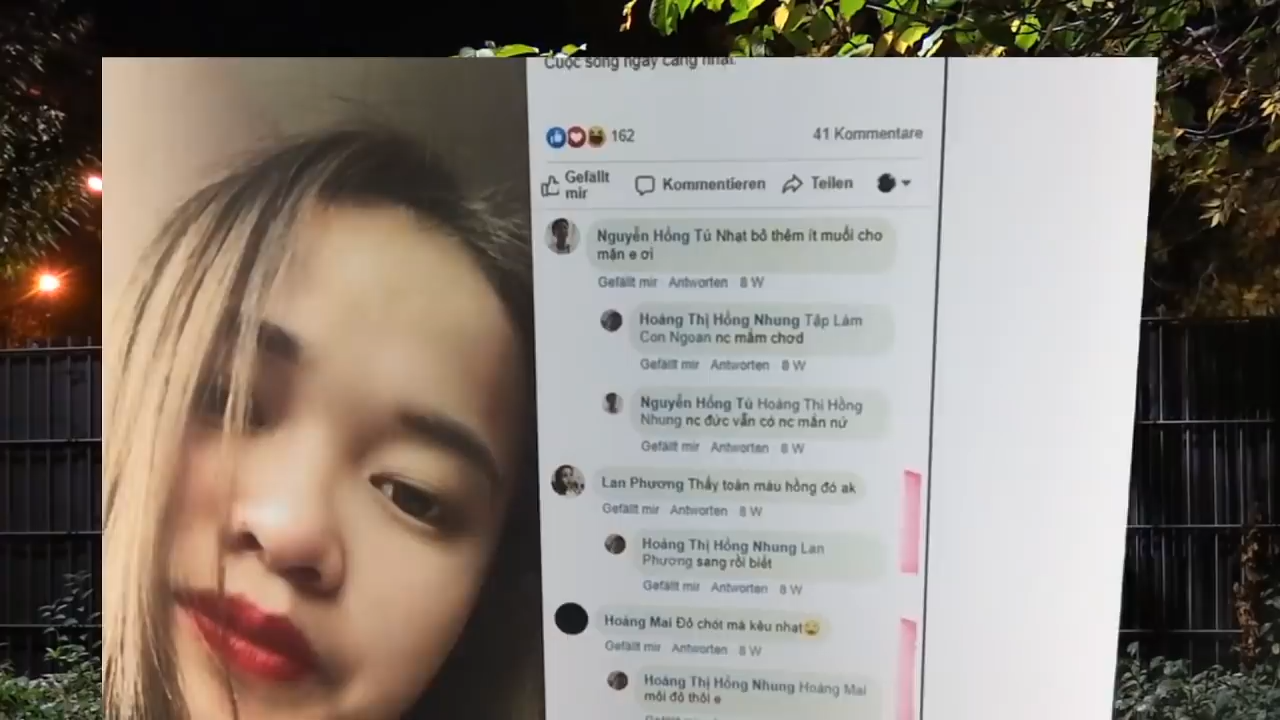 Cuộc sống ngày càng nhạt.
162
41 Kommentare
Gefällt mir
Kommentieren
Teilen
Nguyễn Hồng Tú Nhạt bỏ thêm ít muối cho
mặn e ơi
Gefällt mir Antworten 8 W
Hoàng Thị Hồng Nhung Tập Làm
Con Ngoan nc mắm chơd
Gefällt mir Antworten 8 W
Nguyễn Hồng Tú Hoàng Thị Hồng
Nhung nc đức vẫn có nc mắn nứ
Gefällt mir Antworten 8 W
Lan Phương Thấy toàn màu hồng đó ak
Gefällt mir Antworten 8 W
Hoàng Thị Hồng Nhung Lan
Phương sang rồi biết
Gefällt mir Antworten 8 W
Hoàng Mai Đỏ chót mà kêu nhạt
Gefällt mir Antworten 8 W
Hoàng Thị Hồng Nhung Hoàng Mai
môi đỏ thôi e